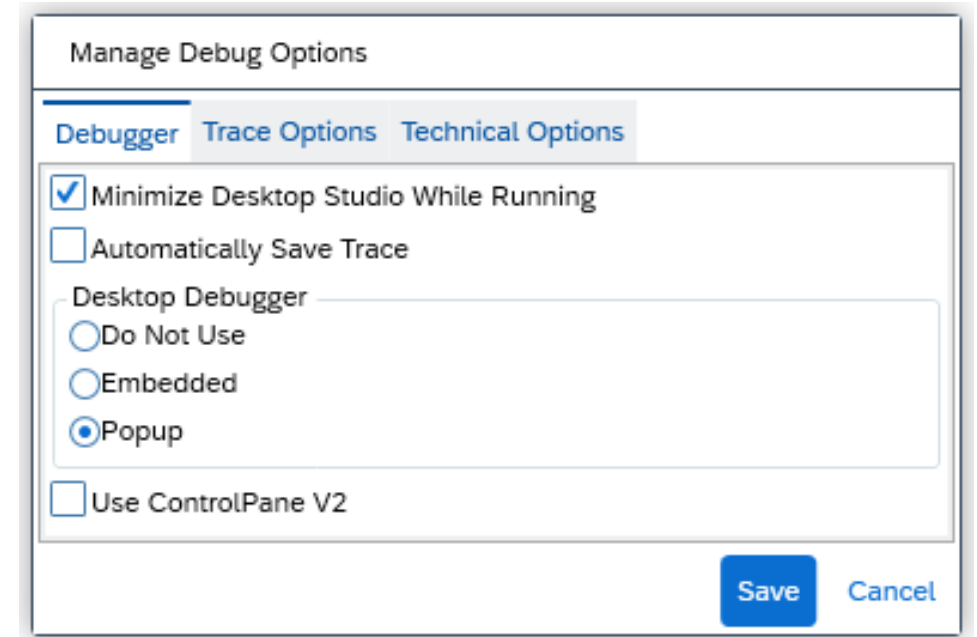 Manage Debug Options
Debugger Trace Options Technical Options
Minimize Desktop Studio While Running
Automatically Save Trace
Desktop Debugger
Do Not Use
Embedded
Popup
Use ControlPane V2
Save Cancel